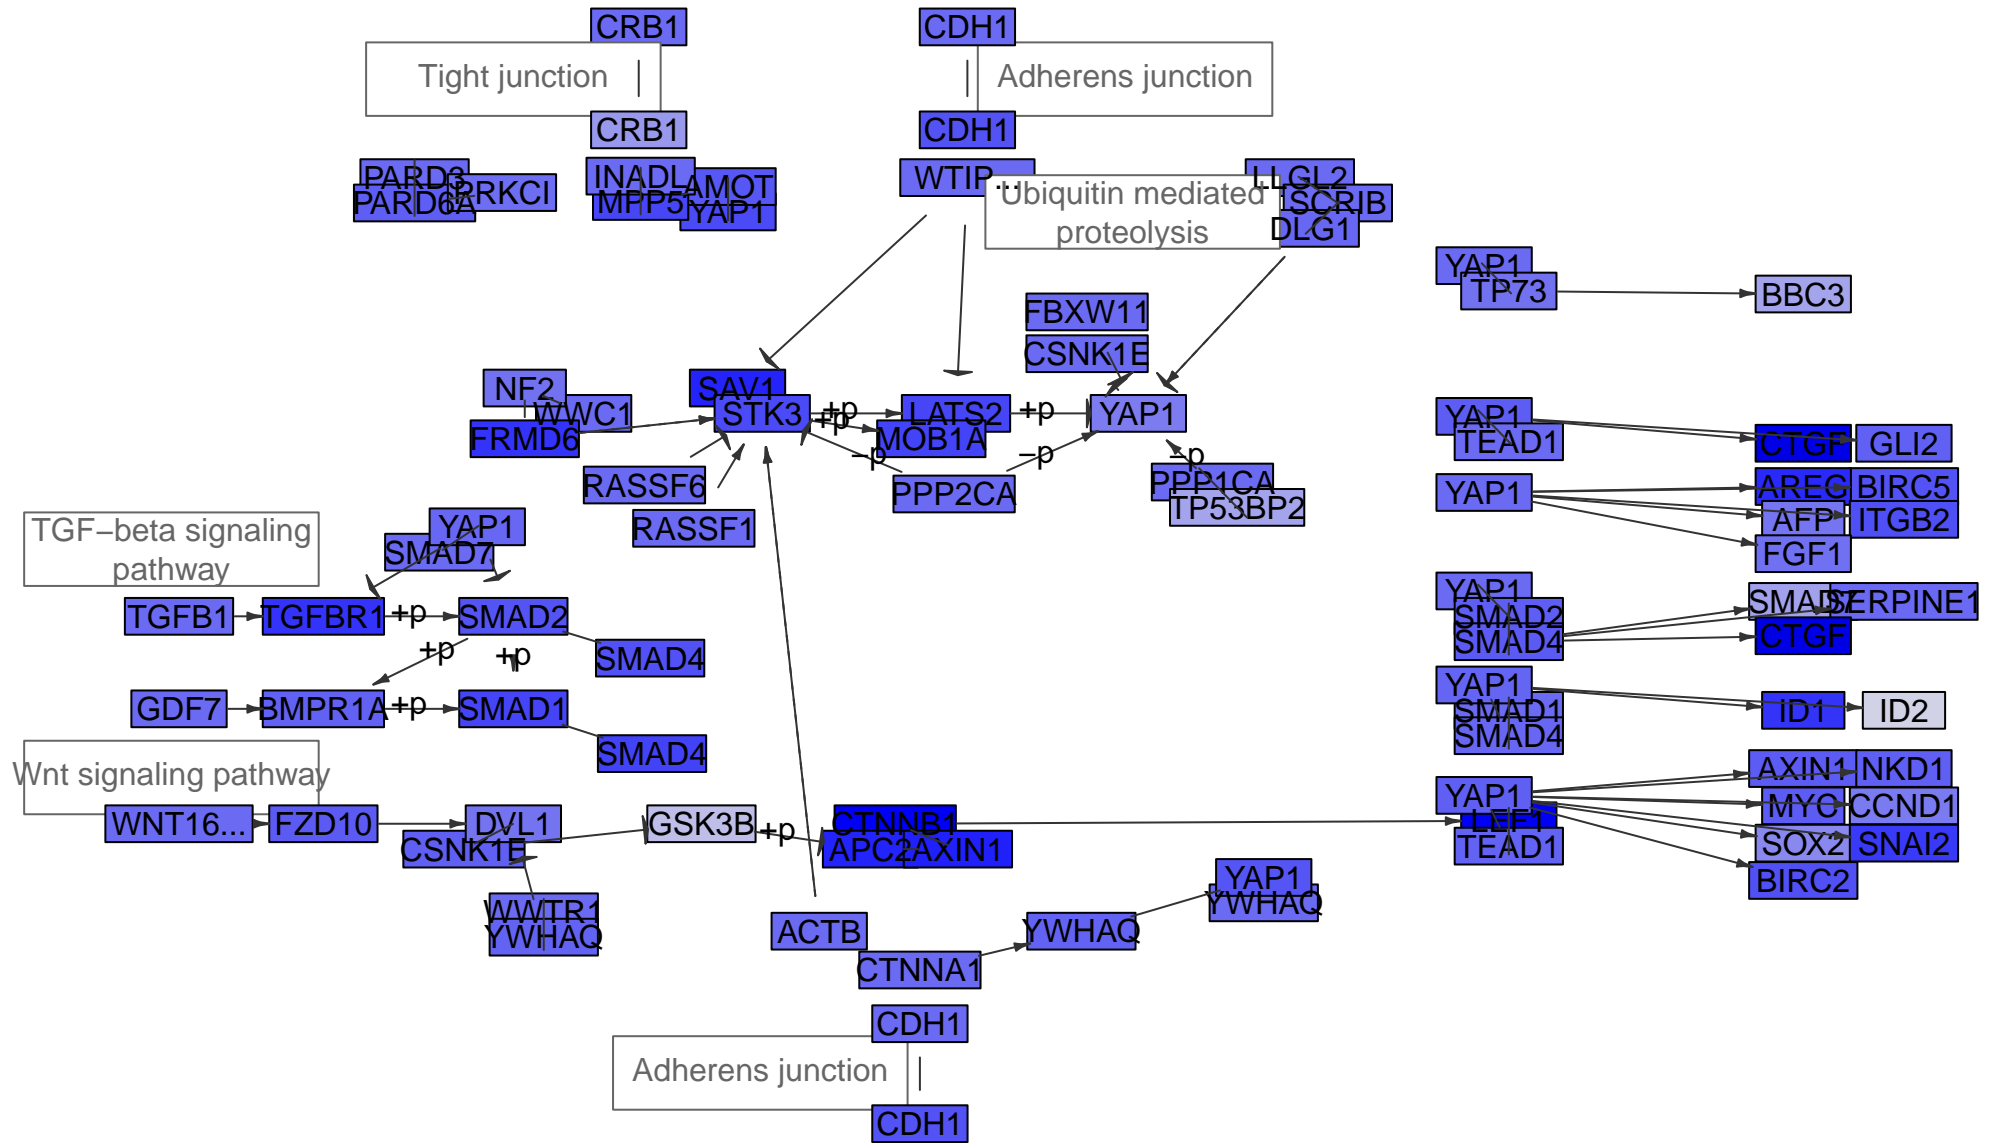 CRB1
CDH1
Tight junction
Adherens junction
CRB1
CDH1
PARD3
PRKCI
PARD6A
INADL
AMOT
MPP5
YAP1
WTIP...
LLGL2
Ubiquitin mediated
proteolysis
SCRIB
DLG1
YAP1
TP73
BBC3
FBXW11
CSNK1E
NF2
WWC1
FRMD6
SAV1
STK3
+p
+p
LATS2
MOB1A
+p
YAP1
YAP1
TEAD1
CTGF
GLI2
RASSF6
RASSF1
−p
PPP2CA
−p
−p
PPP1CA
TP53BP2
YAP1
AREG
BIRC5
AFP
ITGB2
FGF1
TGF−beta signaling
pathway
YAP1
SMAD7
TGFB1
TGFBR1
+p
SMAD2
+p
+p
SMAD4
YAP1
SMAD2
SMAD4
SMAD7
SERPINE1
CTGF
GDF7
BMPR1A
+p
SMAD1
SMAD4
YAP1
SMAD1
SMAD4
ID1
ID2
Wnt signaling pathway
WNT16...
FZD10
DVL1
CSNK1E
GSK3B
+p
CTNNB1
APC2
AXIN1
YAP1
LEF1
TEAD1
AXIN1
NKD1
MYC
CCND1
SOX2
SNAI2
BIRC2
WWTR1
YWHAQ
ACTB
CTNNA1
YWHAQ
YAP1
YWHAQ
CDH1
Adherens junction
CDH1